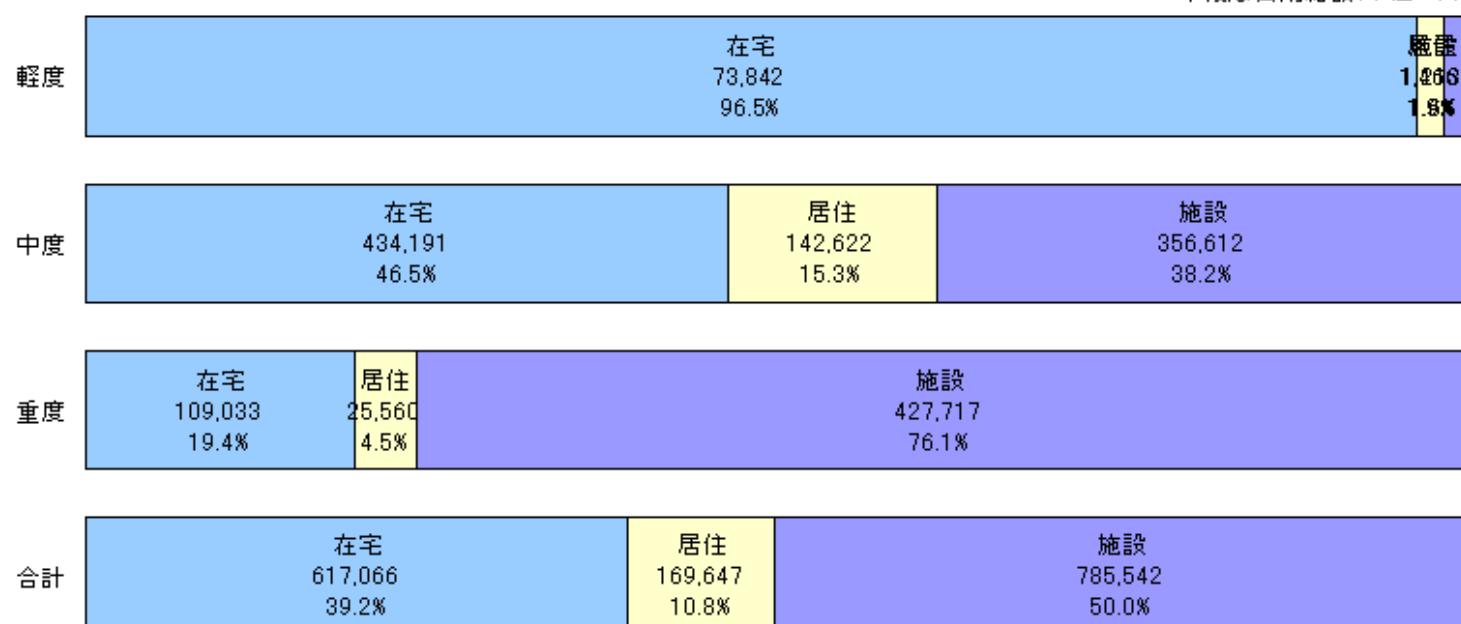 軽度
在宅
73,842
96.5%
中度
在宅
434,191
46.5%
居住
142,622
15.3%
施設
356,612
38.2%
重度
在宅
109,033
19.4%
居住
25,560
4.5%
施設
427,717
76.1%
合計
在宅
617,066
39.2%
居住
169,647
10.8%
施設
785,542
50.0%